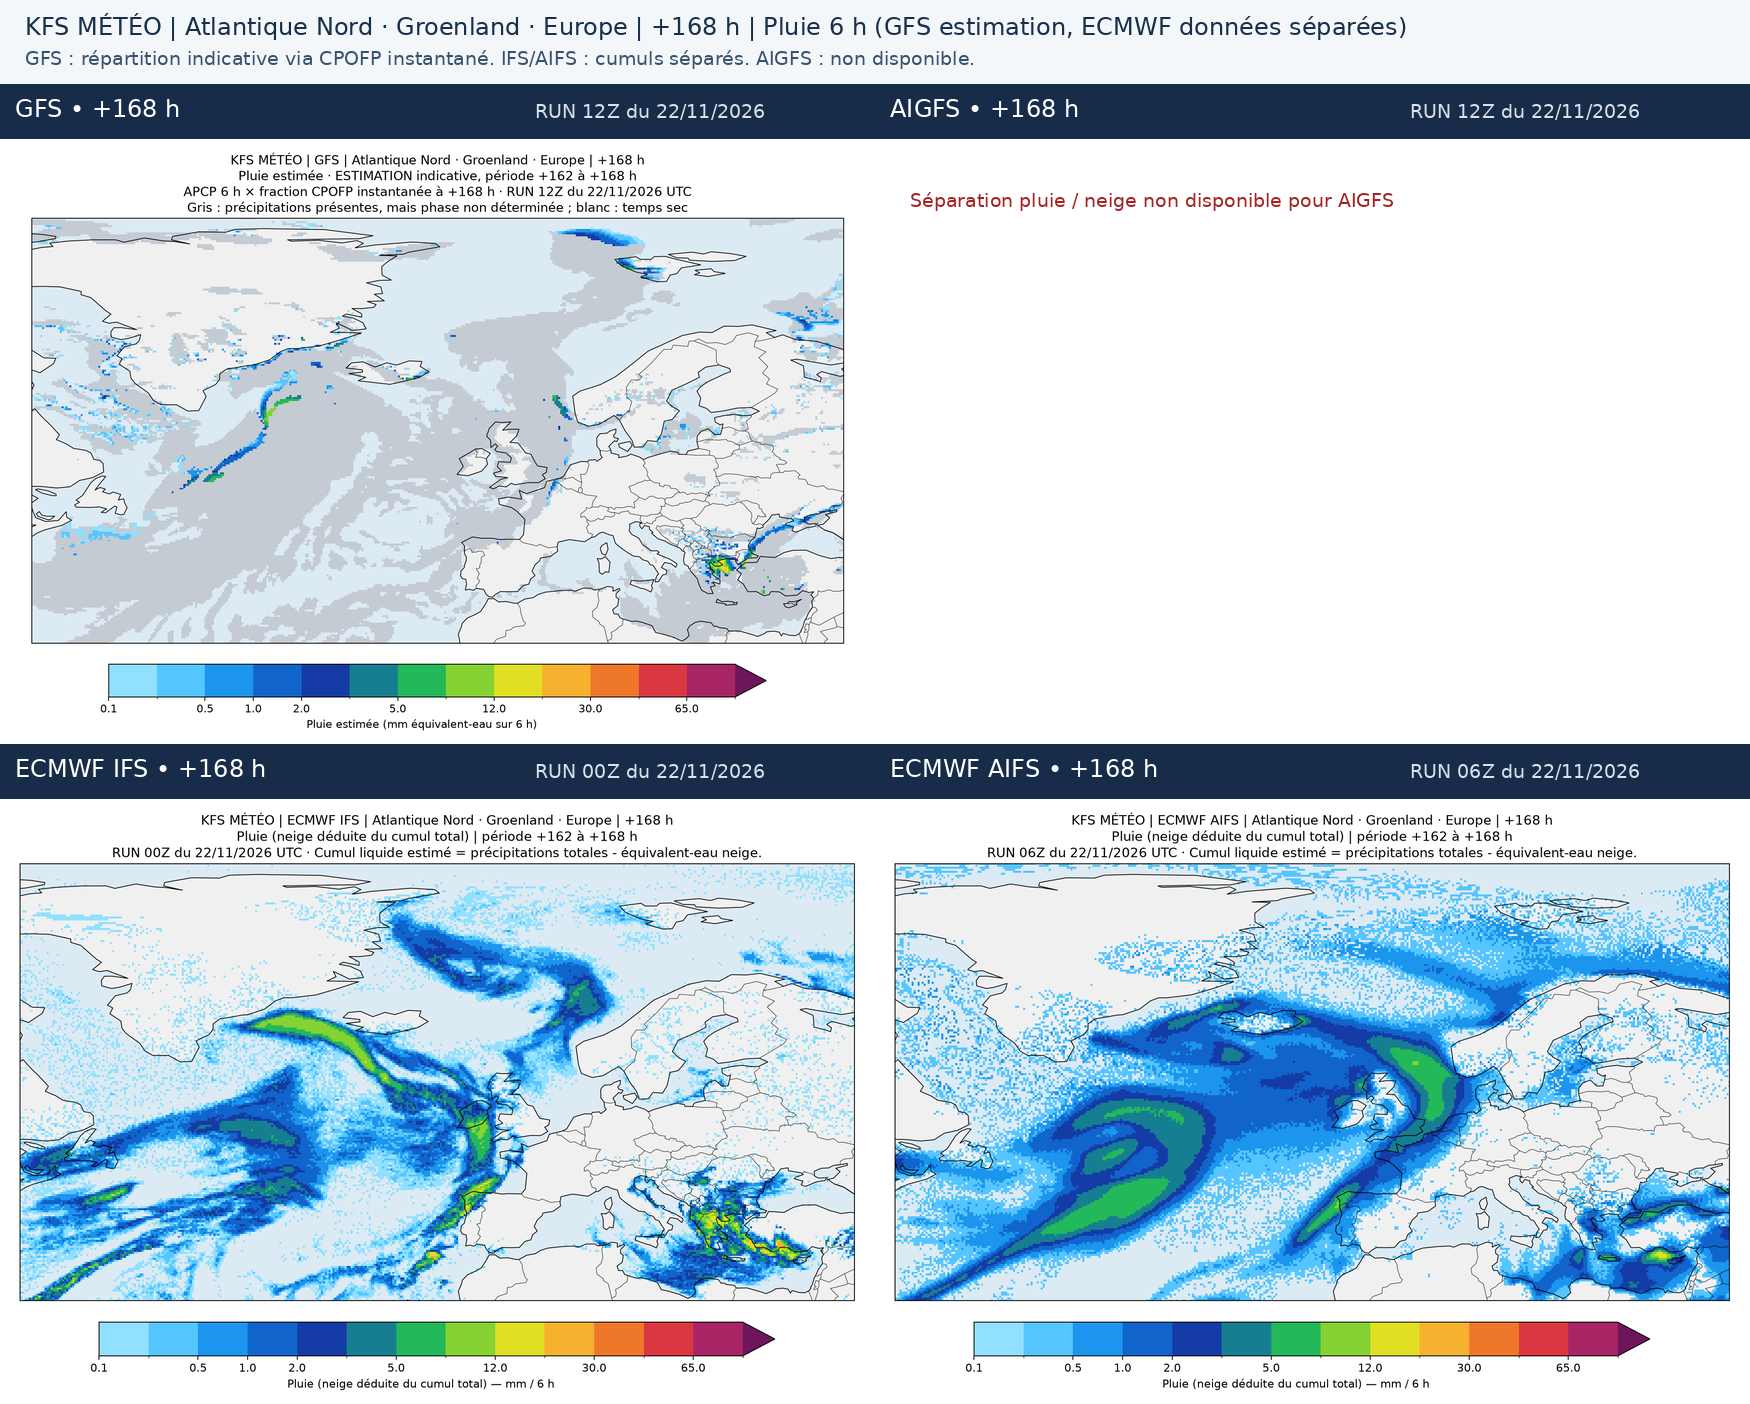 KFS MÉTÉO | Atlantique Nord · Groenland · Europe | +168 h | Pluie 6 h (GFS estimation, ECMWF données séparées)
GFS : répartition indicative via CPOFP instantané. IFS/AIFS : cumuls séparés. AIGFS : non disponible.
GFS • +168 h
RUN 12Z du 22/11/2026
AIGFS • +168 h
RUN 12Z du 22/11/2026
KFS MÉTÉO | GFS | Atlantique Nord · Groenland · Europe | +168 h
Pluie estimée · ESTIMATION indicative, période +162 à +168 h
APCP 6 h × fraction CPOFP instantanée à +168 h · RUN 12Z du 22/11/2026 UTC
Gris : précipitations présentes, mais phase non déterminée ; blanc : temps sec
Séparation pluie / neige non disponible pour AIGFS
0.1 0.5 1.0 2.0 5.0 12.0 30.0 65.0
Pluie estimée (mm équivalent-eau sur 6 h)
ECMWF IFS • +168 h
RUN 00Z du 22/11/2026
ECMWF AIFS • +168 h
RUN 06Z du 22/11/2026
KFS MÉTÉO | ECMWF IFS | Atlantique Nord · Groenland · Europe | +168 h
Pluie (neige déduite du cumul total) | période +162 à +168 h
RUN 00Z du 22/11/2026 UTC · Cumul liquide estimé = précipitations totales - équivalent-eau neige.
KFS MÉTÉO | ECMWF AIFS | Atlantique Nord · Groenland · Europe | +168 h
Pluie (neige déduite du cumul total) | période +162 à +168 h
RUN 06Z du 22/11/2026 UTC · Cumul liquide estimé = précipitations totales - équivalent-eau neige.
0.1 0.5 1.0 2.0 5.0 12.0 30.0 65.0
Pluie (neige déduite du cumul total) — mm / 6 h
0.1 0.5 1.0 2.0 5.0 12.0 30.0 65.0
Pluie (neige déduite du cumul total) — mm / 6 h